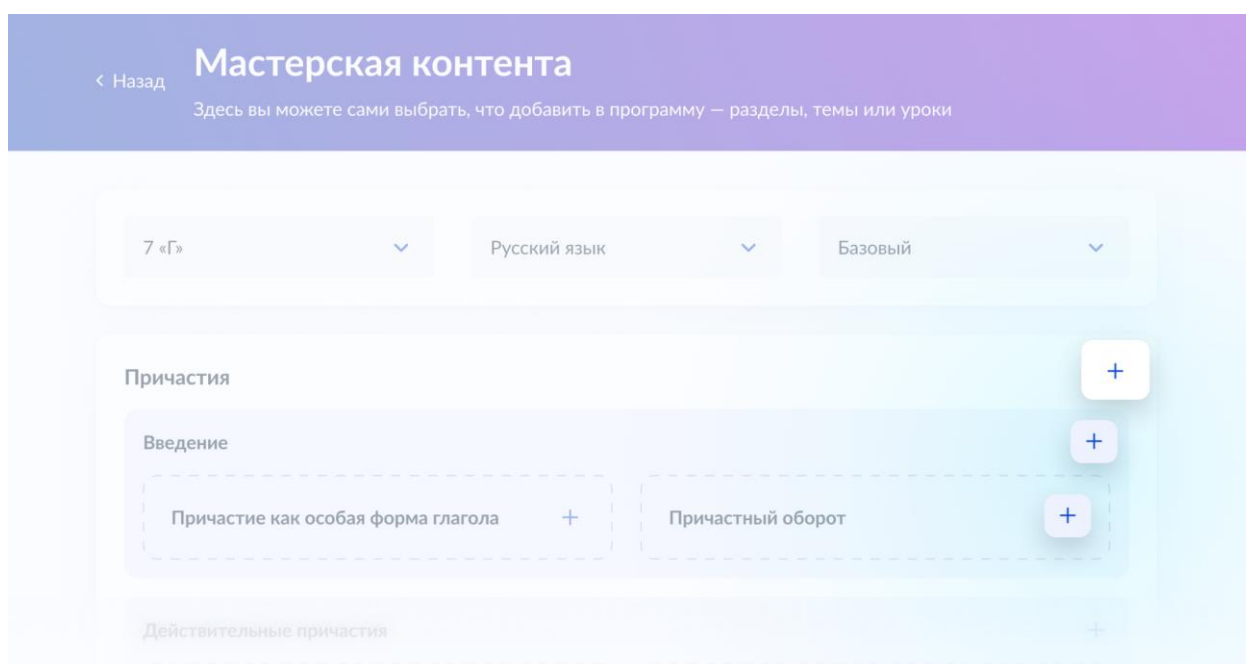 Мастерская контента
< Назад
Здесь вы можете сами выбрать, что добавить в программу — разделы, темы или уроки
7 «Г»
Русский язык
Базовый
Причастия
+
Введение
+
Причастие как особая форма глагола +
Причастный оборот +
Действительные причастия +